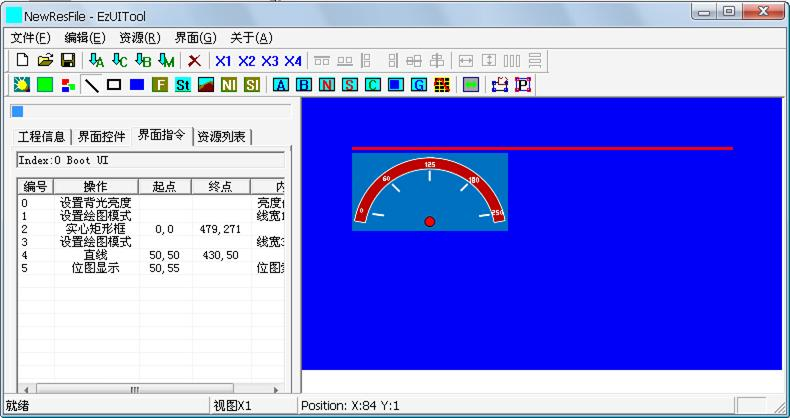 NewResFile - EzUITool
文件(F) 编辑(E) 资源(R) 界面(G) 关于(A)
A C B M X1 X2 X3 X4
F St NI SI A B N S C G P
工程信息 界面控件 界面指令 资源列表
Index:0 Boot UI
编号 操作 起点 终点 内
0 设置背光亮度 亮度
1 设置绘图模式 线宽1
2 实心矩形框 0,0 479,271
3 设置绘图模式 线宽3
4 直线 50,50 430,50
5 位图显示 50,55 位图
0 60 125 180 250
就绪 视图X1 Position: X:84 Y:1